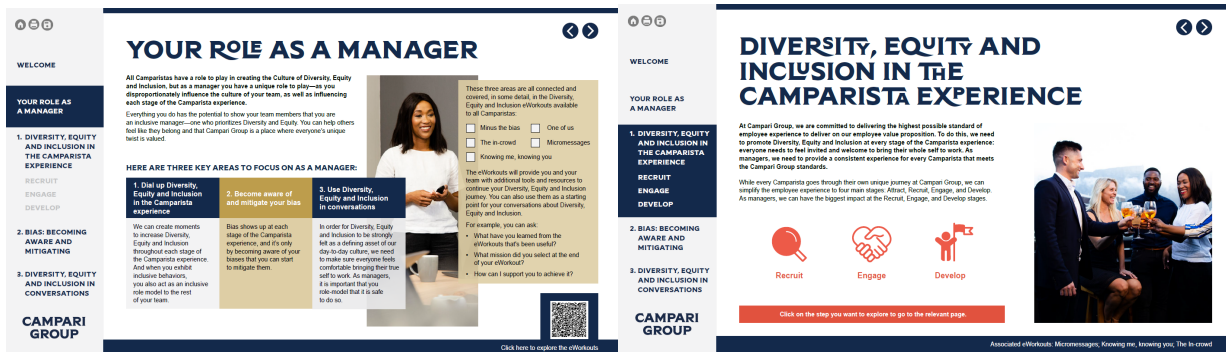 WELCOME
YOUR ROLE AS
A MANAGER
1. DIVERSITY, EQUITY
AND INCLUSION IN
THE CAMPARISTA
EXPERIENCE
RECRUIT
ENGAGE
DEVELOP
2. BIAS: BECOMING
AWARE AND
MITIGATING
3. DIVERSITY, EQUITY
AND INCLUSION IN
CONVERSATIONS
CAMPARI
GROUP
YOUR ROLE AS A MANAGER
All Camparistas have a role to play in creating the Culture of Diversity, Equity
and Inclusion, but as a manager you have a unique role to play—as you
disproportionately influence the culture of your team, as well as influencing
each stage of the Camparista experience.
Everything you do has the potential to show your team members that you are
an inclusive manager—one who prioritizes Diversity and Equity. You can help others
feel like they belong and that Campari Group is a place where everyone's unique
twist is valued.
HERE ARE THREE KEY AREAS TO FOCUS ON AS A MANAGER:
1. Dial up Diversity,
Equity and Inclusion
in the Camparista
experience
We can create moments
to increase Diversity,
Equity and Inclusion
throughout each stage of
the Camparista experience.
And when you exhibit
inclusive behaviors,
you also act as an inclusive
role model to the rest
of your team.
2. Become aware of
and mitigate your bias
Bias shows up at each
stage of the Camparista
experience, and it's only
by becoming aware of your
biases that you can start
to mitigate them.
3. Use Diversity,
Equity and Inclusion
in conversations
In order for Diversity, Equity
and Inclusion to be strongly
felt as a defining asset of our
day-to-day culture, we need
to make sure everyone feels
comfortable bringing their true
self to work. As managers,
it is important that you
role-model that it is safe
to do so.
These three areas are all connected and
covered, in some detail, in the Diversity,
Equity and Inclusion eWorkouts available
to all Camparistas:
Minus the bias
One of us
The in-crowd
Micromessages
Knowing me, knowing you
The eWorkouts will provide you and your
team with additional tools and resources to
continue your Diversity, Equity and Inclusion
journey. You can also use them as a starting
point for your conversations about Diversity,
Equity and Inclusion.
For example, you can ask:
• What have you learned from the
eWorkouts that's been useful?
• What mission did you select at the end
of your eWorkout?
• How can I support you to achieve it?
Click here to explore the eWorkouts
WELCOME
YOUR ROLE AS
A MANAGER
1. DIVERSITY, EQUITY
AND INCLUSION IN
THE CAMPARISTA
EXPERIENCE
RECRUIT
ENGAGE
DEVELOP
2. BIAS: BECOMING
AWARE AND
MITIGATING
3. DIVERSITY, EQUITY
AND INCLUSION IN
CONVERSATIONS
CAMPARI
GROUP
DIVERSITY, EQUITY AND
INCLUSION IN THE
CAMPARISTA EXPERIENCE
At Campari Group, we are committed to delivering the highest possible standard of
employee experience to deliver on our employee value proposition. To do this, we need
to promote Diversity, Equity and Inclusion at every stage of the Camparista experience:
everyone needs to feel invited and welcome to bring their whole self to work. As
managers, we need to provide a consistent experience for every Camparista that meets
the Campari Group standards.
While every Camparista goes through their own unique journey at Campari Group, we can
simplify the employee experience to four main stages. Attract, Recruit, Engage, and Develop.
As managers, we can have the biggest impact at the Recruit, Engage, and Develop stages.
Recruit
Engage
Develop
Click on the step you want to explore to go to the relevant page.
Associated eWorkouts: Micromessages; Knowing me, knowing you; The In-crowd